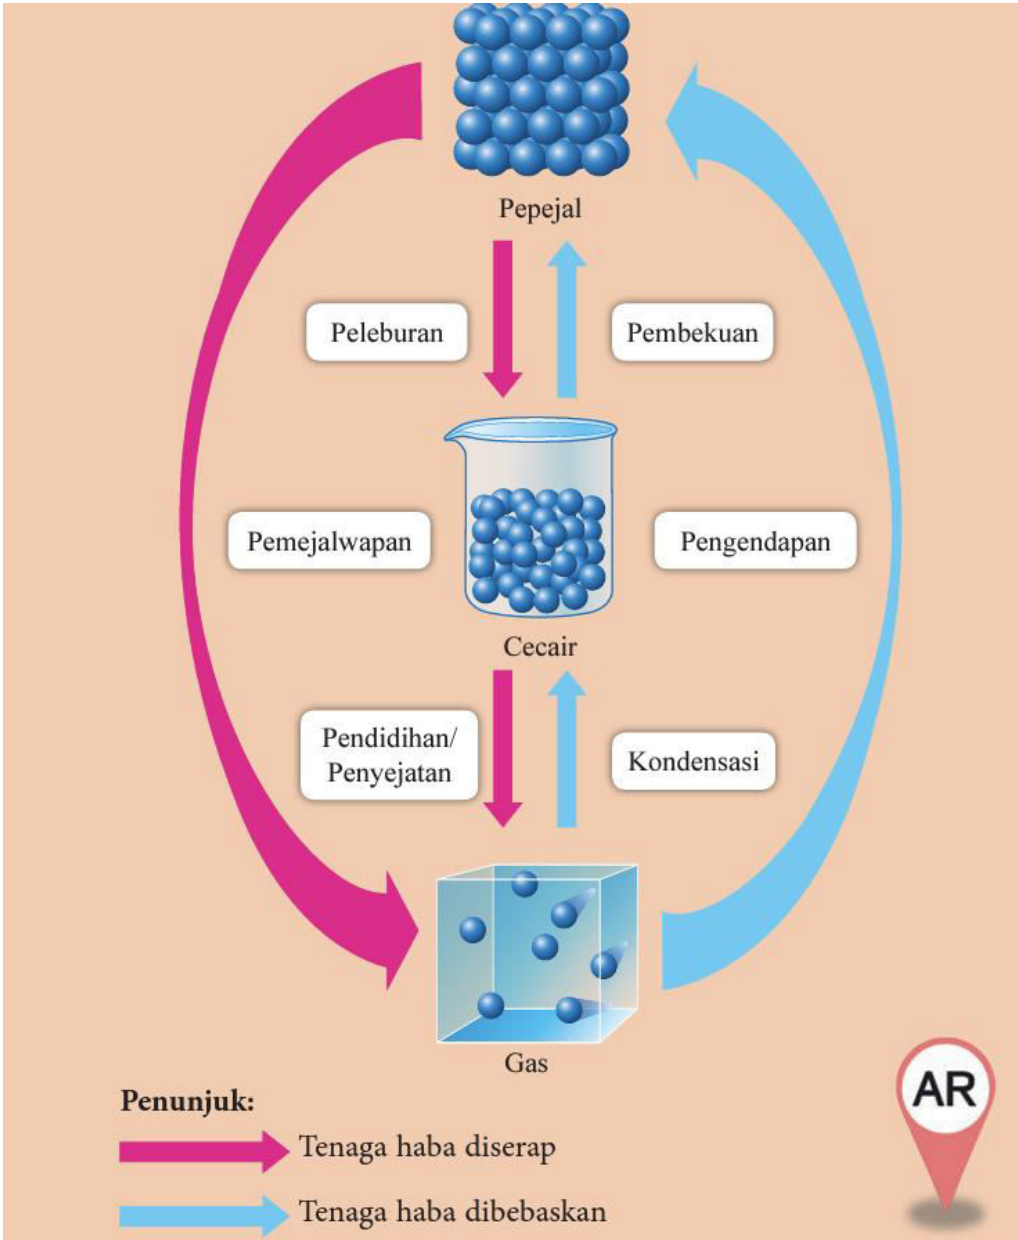 Pepejal
Peleburan
Pembekuan
Pemejalwapan
Pengendapan
Cecair
Pendidihan/
Penyejatan
Kondensasi
Gas
AR
Penunjuk:
Tenaga haba diserap
Tenaga haba dibebaskan